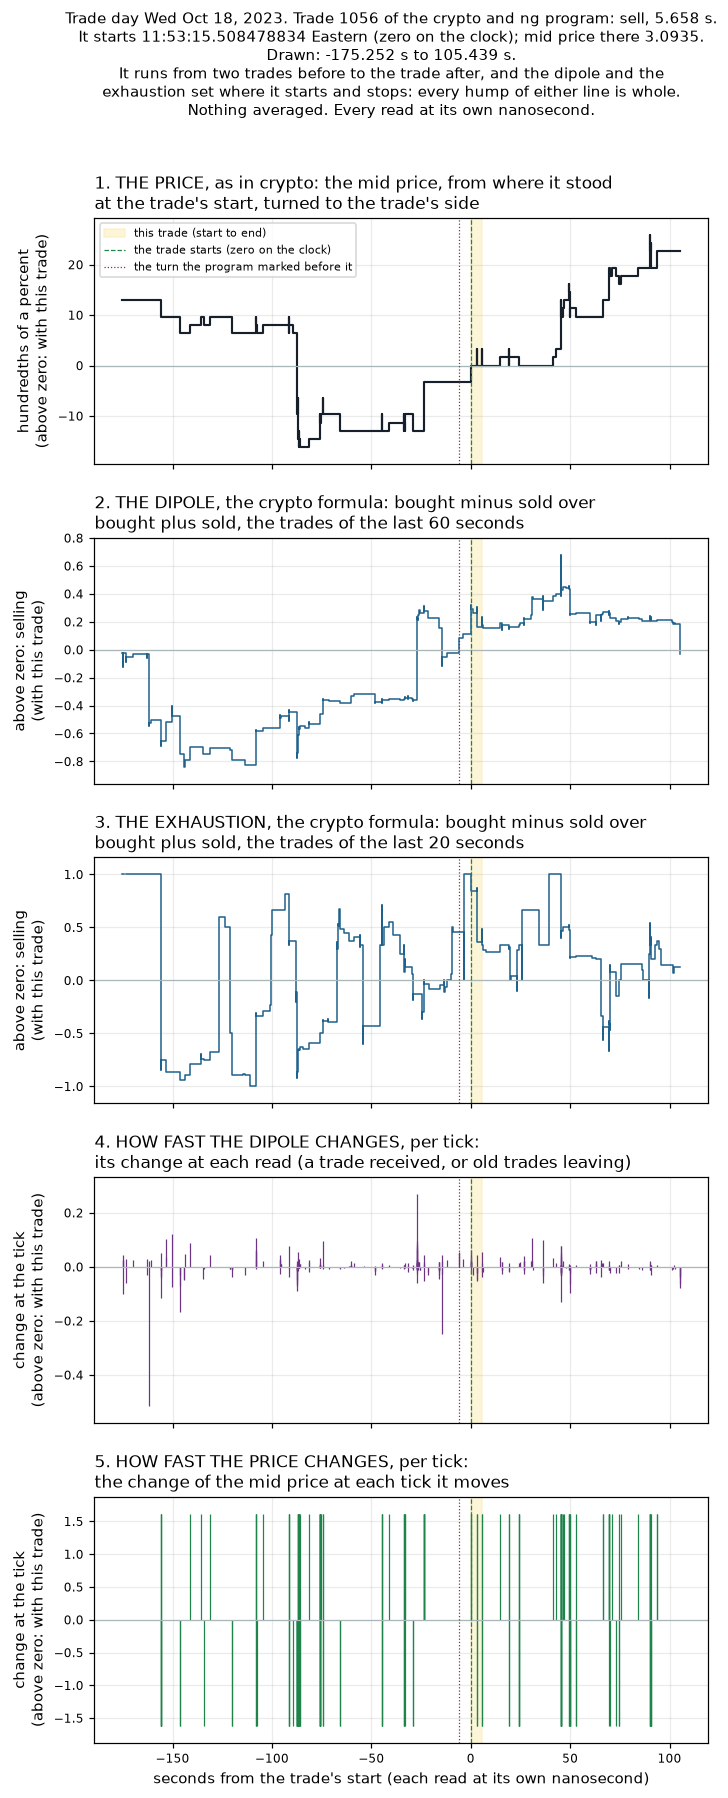 Trade day Wed Oct 18, 2023. Trade 1056 of the crypto and ng program: sell, 5.658 s.
It starts 11:53:15.508478834 Eastern (zero on the clock); mid price there 3.0935.
Drawn: -175.252 s to 105.439 s.
It runs from two trades before to the trade after, and the dipole and the
exhaustion set where it starts and stops: every hump of either line is whole.
Nothing averaged. Every read at its own nanosecond.
1. THE PRICE, as in crypto: the mid price, from where it stood
at the trade's start, turned to the trade's side
this trade (start to end)
the trade starts (zero on the clock)
the turn the program marked before it
20
10
0
−10
hundredths of a percent
(above zero: with this trade)
2. THE DIPOLE, the crypto formula: bought minus sold over
bought plus sold, the trades of the last 60 seconds
0.8
0.6
0.4
0.2
0.0
−0.2
−0.4
−0.6
−0.8
above zero: selling
(with this trade)
3. THE EXHAUSTION, the crypto formula: bought minus sold over
bought plus sold, the trades of the last 20 seconds
1.0
0.5
0.0
−0.5
−1.0
above zero: selling
(with this trade)
4. HOW FAST THE DIPOLE CHANGES, per tick:
its change at each read (a trade received, or old trades leaving)
0.2
0.0
−0.2
−0.4
change at the tick
(above zero: with this trade)
5. HOW FAST THE PRICE CHANGES, per tick:
the change of the mid price at each tick it moves
1.5
1.0
0.5
0.0
−0.5
−1.0
−1.5
change at the tick
(above zero: with this trade)
−150
−100
−50
0
50
100
seconds from the trade's start (each read at its own nanosecond)